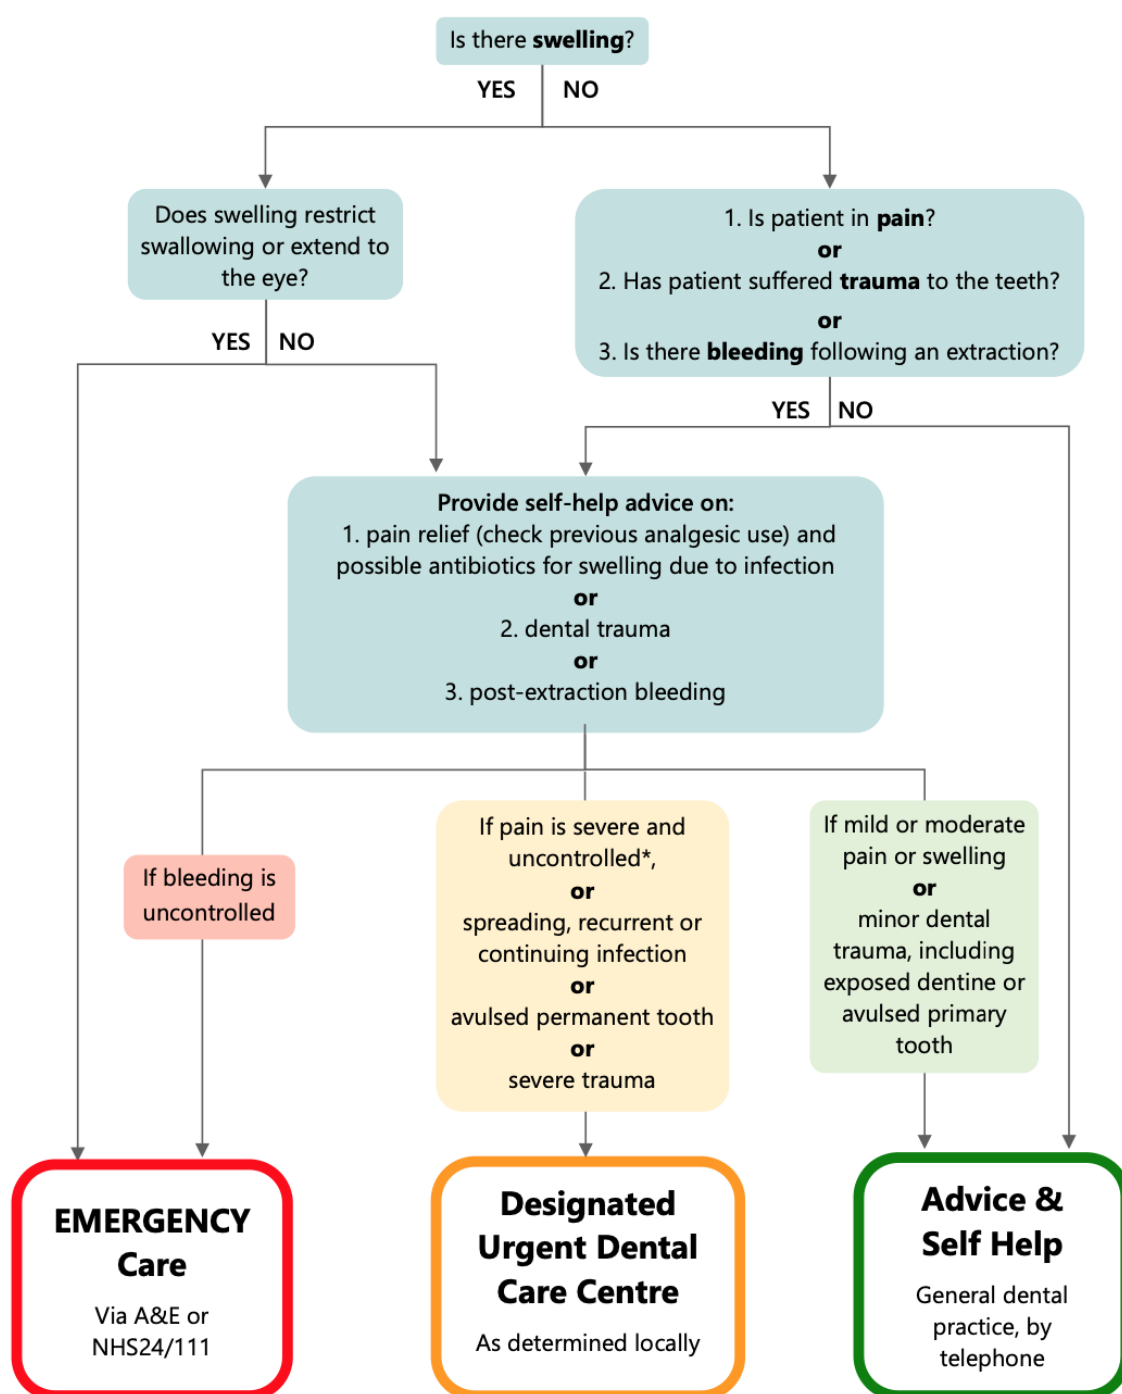 Is there swelling?
YES
NO
Does swelling restrict
swallowing or extend to
the eye?
1. Is patient in pain?
or
2. Has patient suffered trauma to the teeth?
or
3. Is there bleeding following an extraction?
YES
NO
YES
NO
Provide self-help advice on:
1. pain relief (check previous analgesic use) and
possible antibiotics for swelling due to infection
or
2. dental trauma
or
3. post-extraction bleeding
If bleeding is
uncontrolled
If pain is severe and
uncontrolled*,
or
spreading, recurrent or
continuing infection
or
avulsed permanent tooth
or
severe trauma
If mild or moderate
pain or swelling
or
minor dental
trauma, including
exposed dentine or
avulsed primary
tooth
EMERGENCY
Care
Via A&E or
NHS24/111
Designated
Urgent Dental
Care Centre
As determined locally
Advice &
Self Help
General dental
practice, by
telephone